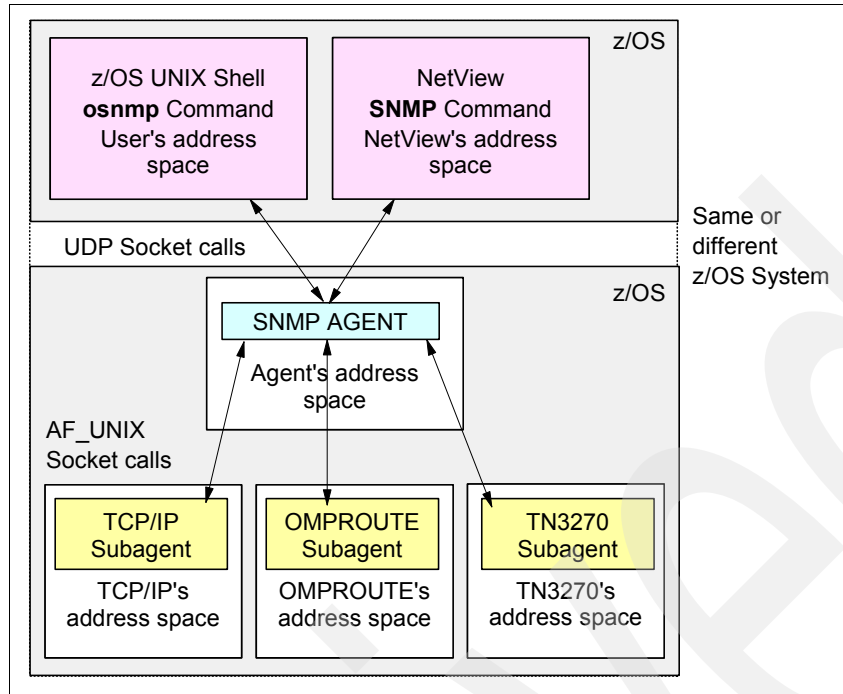 z/OS
z/OS UNIX Shell
osnmp Command
User's address
space
NetView
SNMP Command
NetView's address
space
UDP Socket calls
Same or
different
z/OS System
z/OS
SNMP AGENT
Agent's address
space
AF_UNIX
Socket calls
TCP/IP
Subagent
TCP/IP's
address space
OMPROUTE
Subagent
OMPROUTE's
address space
TN3270
Subagent
TN3270's
address space